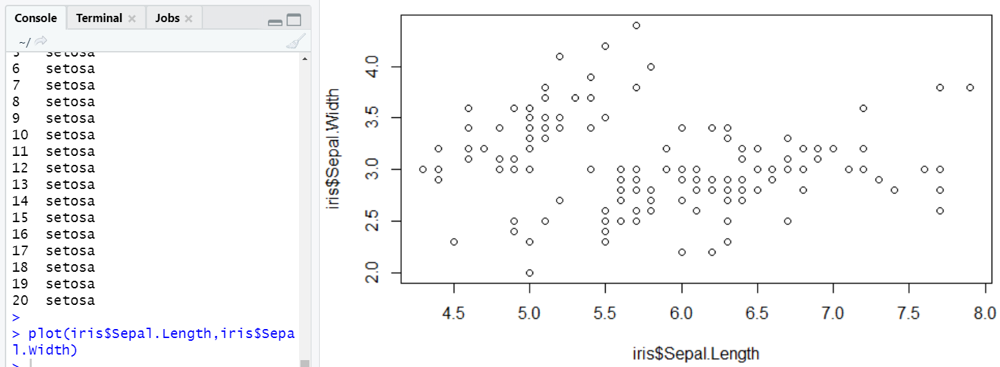 Console Terminal × Jobs ×
~/
5 setosa
6 setosa
7 setosa
8 setosa
9 setosa
10 setosa
11 setosa
12 setosa
13 setosa
14 setosa
15 setosa
16 setosa
17 setosa
18 setosa
19 setosa
20 setosa
>
> plot(iris$Sepal.Length,iris$Sepa
l.Width)
>
iris$Sepal.Width
4.0
3.5
3.0
2.5
2.0
4.5 5.0 5.5 6.0 6.5 7.0 7.5 8.0
iris$Sepal.Length